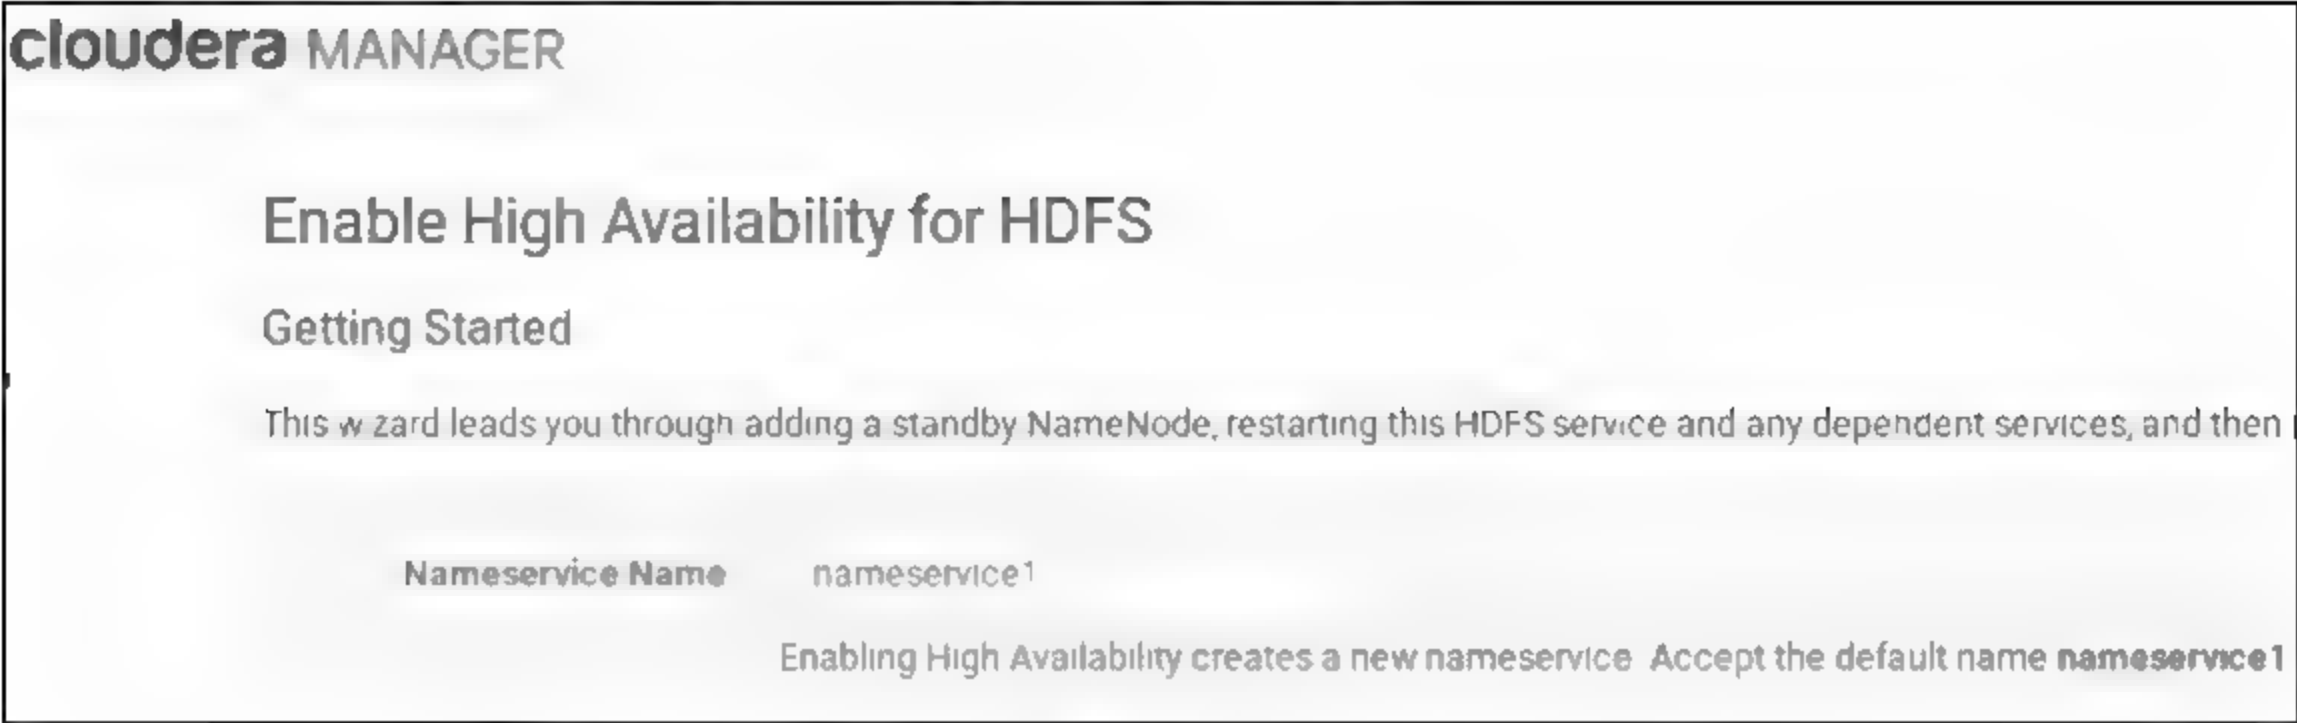 cloudera MANAGER
Enable High Availability for HDFS
Getting Started
This wizard leads you through adding a standby NameNode, restarting this HDFS service and any dependent services, and then
Nameservice Name nameservice1
Enabling High Availability creates a new nameservice Accept the default name nameservice1